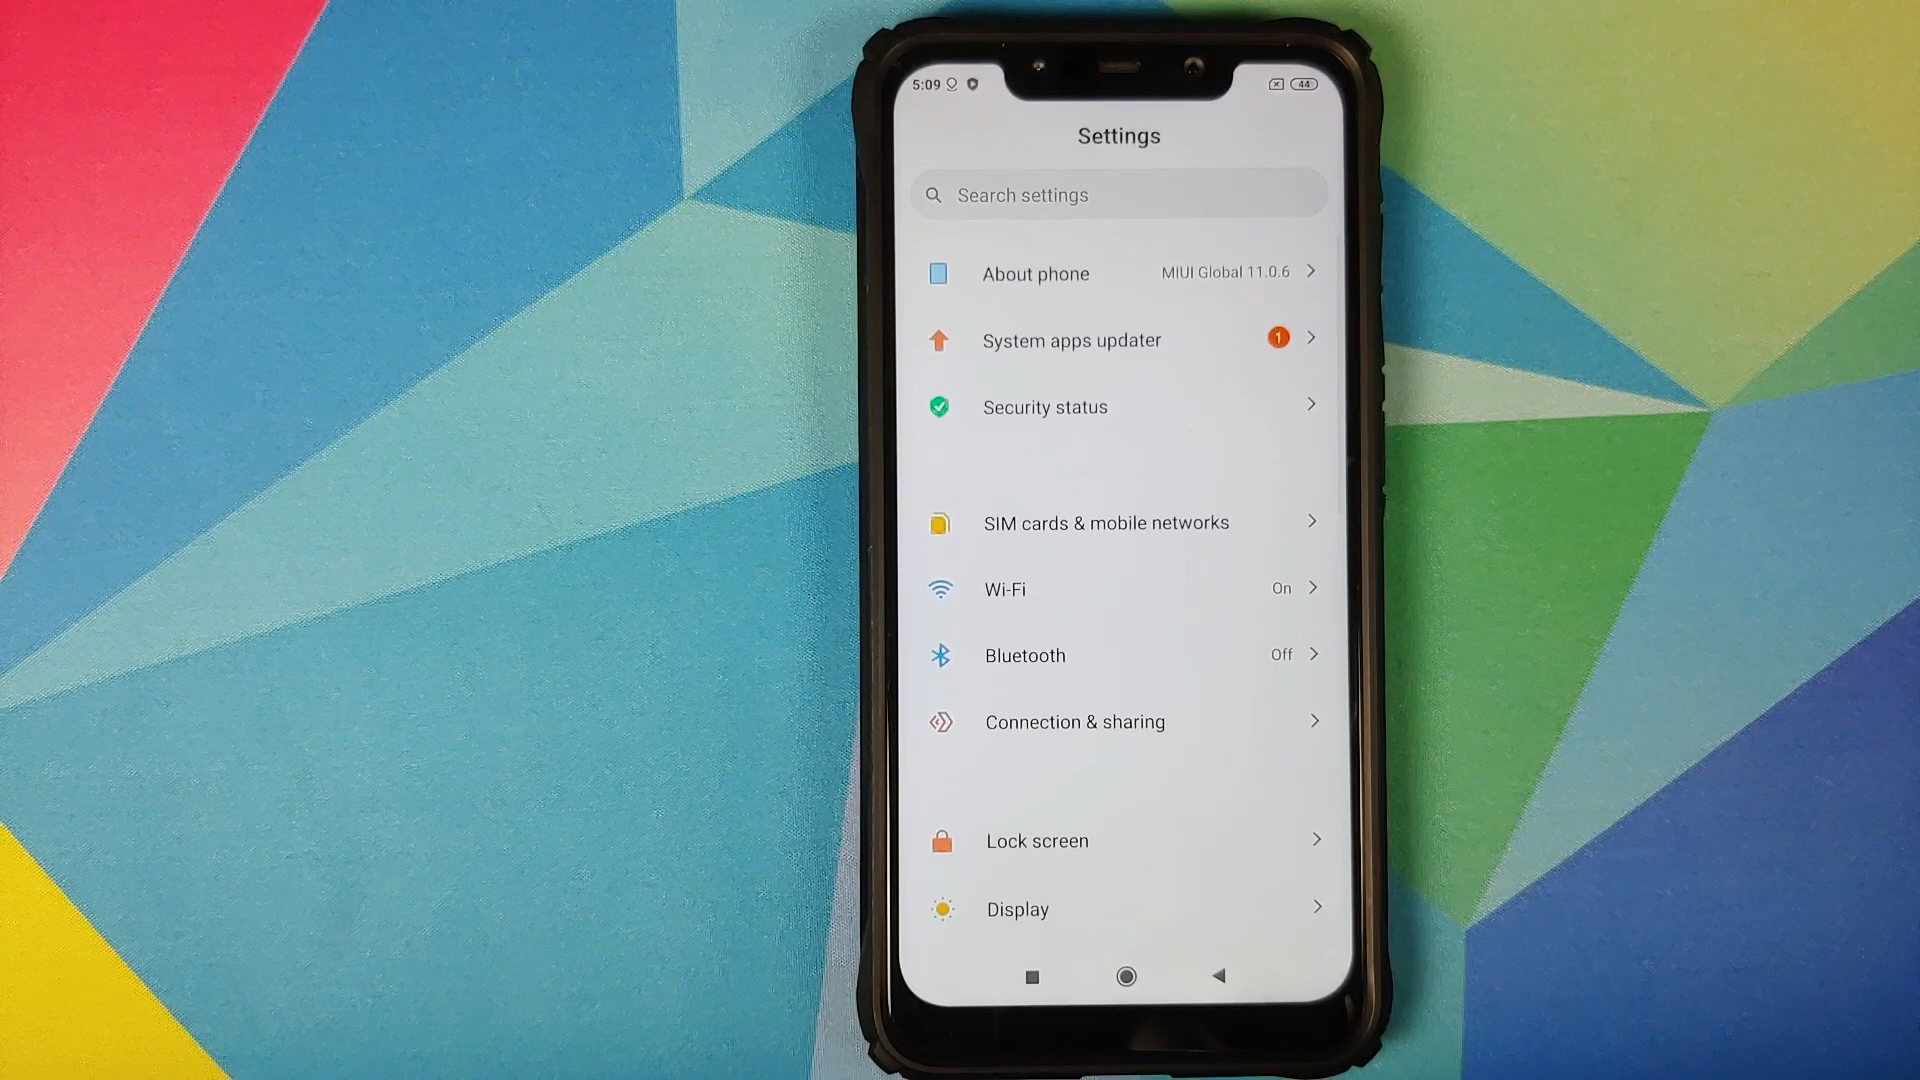 5:09
44
Settings
Search settings
About phone MIUI Global 11.0.6
System apps updater 1
Security status
SIM cards & mobile networks
Wi-Fi On
Bluetooth Off
Connection & sharing
Lock screen
Display